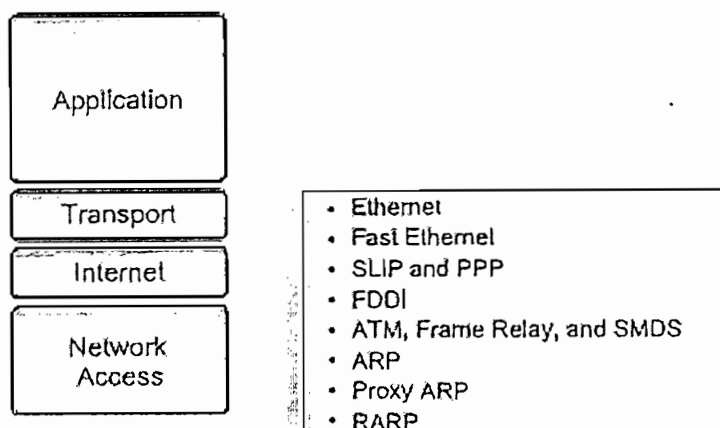 Application
Transport
Internet
Network
Access
• Ethernet
• Fast Ethernet
• SLIP and PPP
• FDDI
• ATM, Frame Relay, and SMDS
• ARP
• Proxy ARP
• RARP